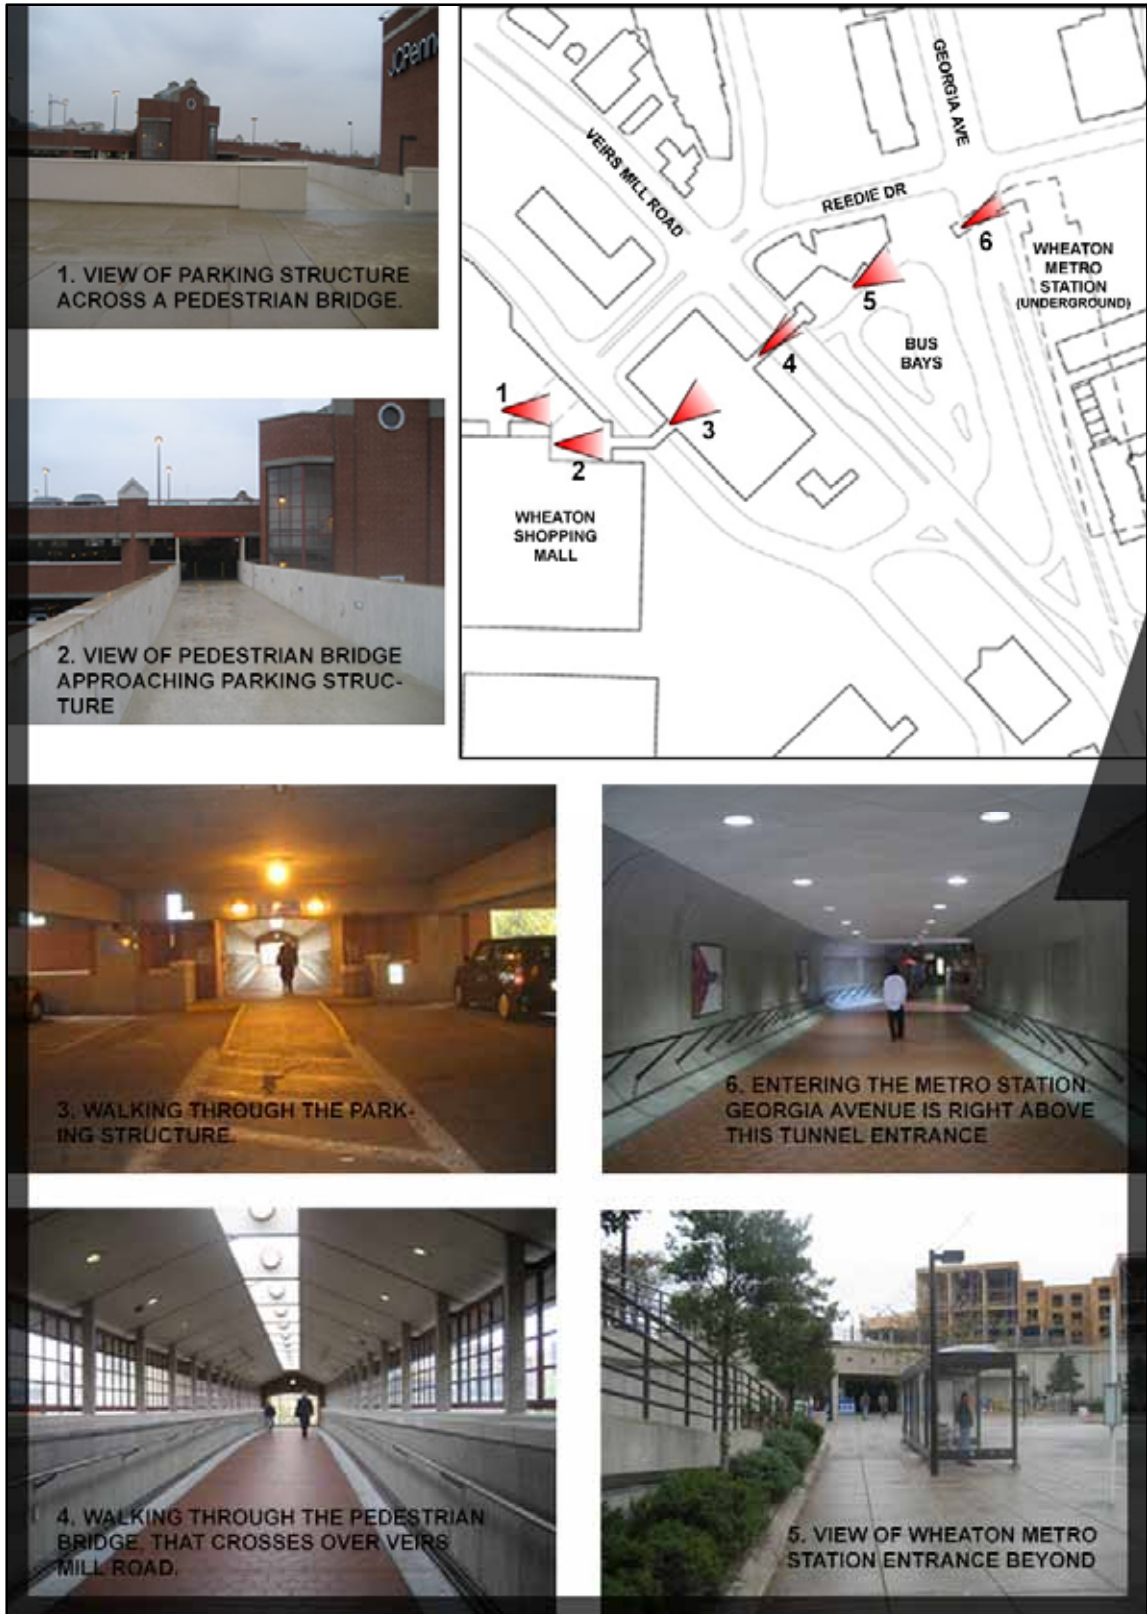 JCPenn
1. VIEW OF PARKING STRUCTURE
ACROSS A PEDESTRIAN BRIDGE.
2. VIEW OF PEDESTRIAN BRIDGE
APPROACHING PARKING STRUC-
TURE
GEORGIA AVE
VEIRS MILL ROAD
REEDIE DR
6
WHEATON
METRO
STATION
(UNDERGROUND)
5
BUS
BAYS
4
1
3
2
WHEATON
SHOPPING
MALL
3. WALKING THROUGH THE PARK-
ING STRUCTURE.
6. ENTERING THE METRO STATION.
GEORGIA AVENUE IS RIGHT ABOVE
THIS TUNNEL ENTRANCE
4. WALKING THROUGH THE PEDESTRIAN
BRIDGE, THAT CROSSES OVER VEIRS
MILL ROAD.
5. VIEW OF WHEATON METRO
STATION ENTRANCE BEYOND